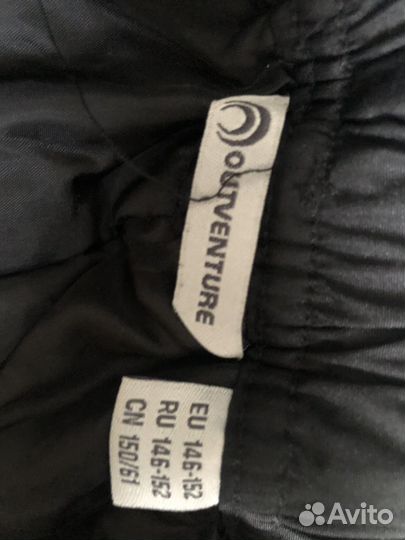 OUTVENTURE
EU 146-152
RU 146-152
CN 150/61
Avito